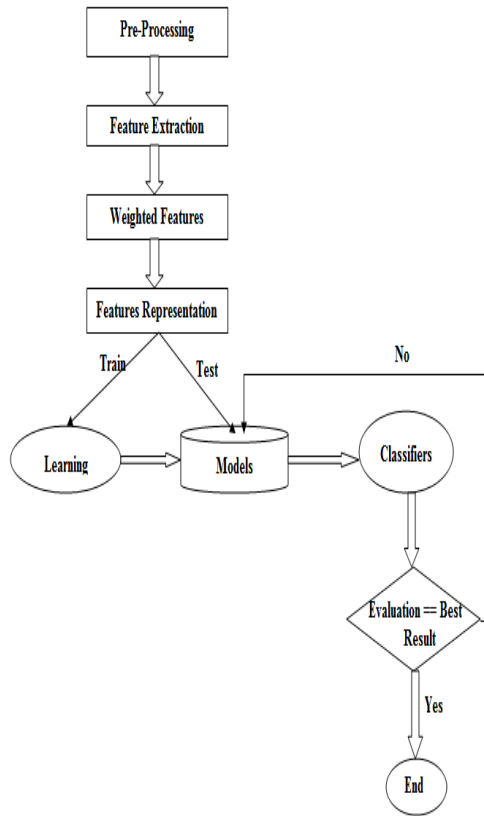 Pre-Processing
Feature Extraction
Weighted Features
Features Representation
Train
Test
No
Learning
Models
Classifiers
Evaluation == Best
Result
Yes
End